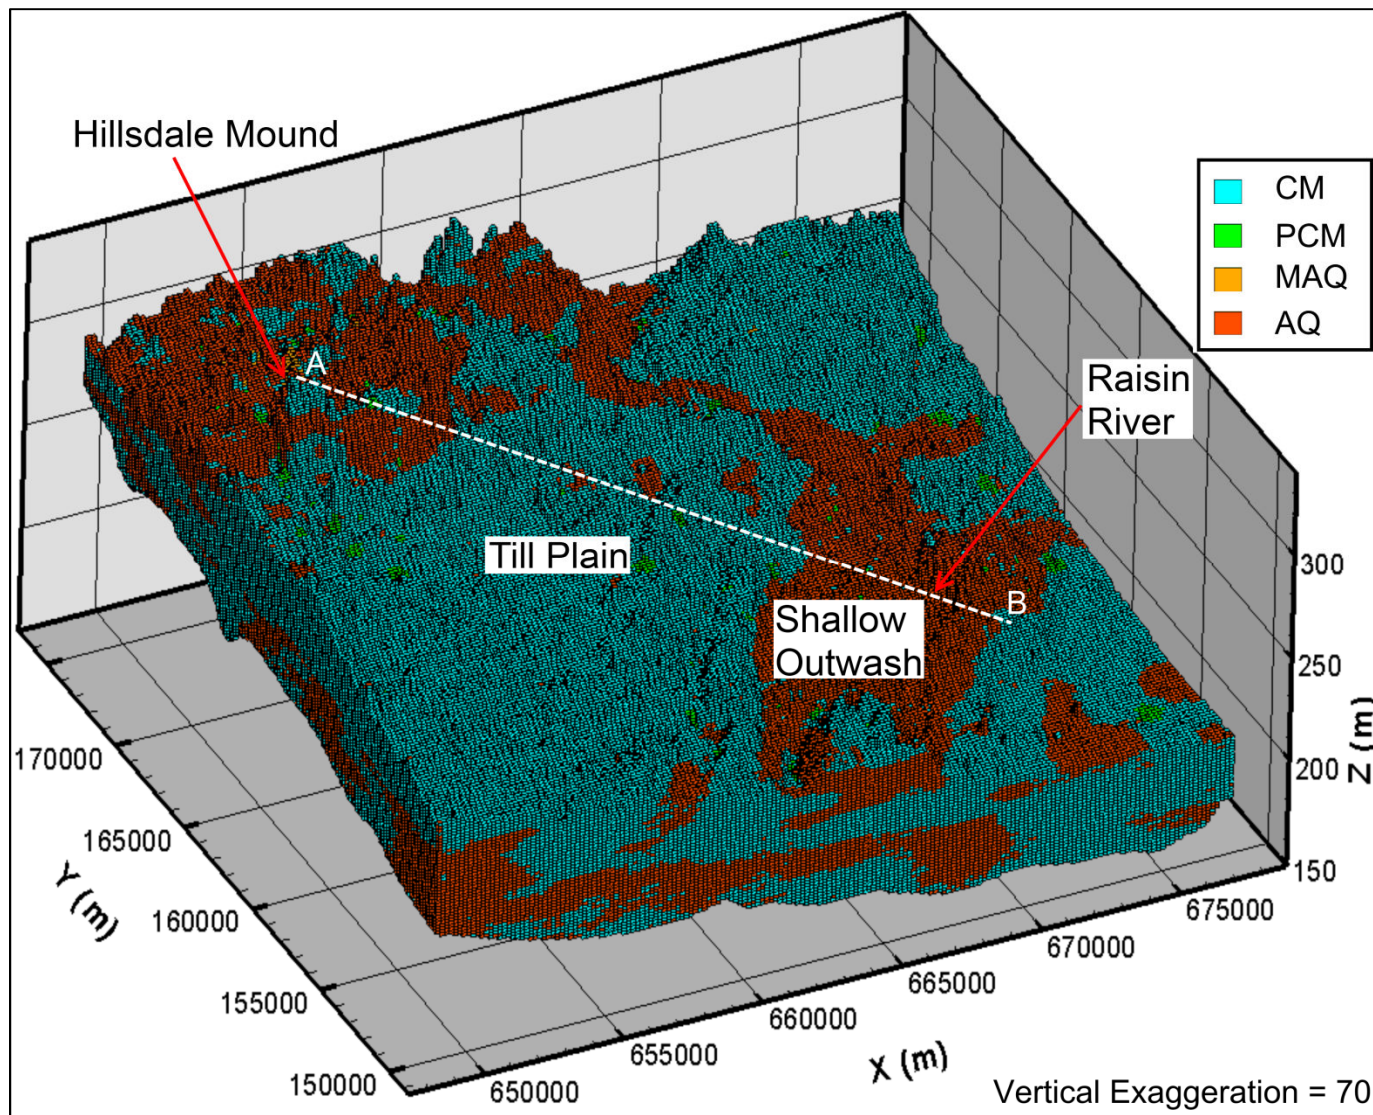 Hillsdale Mound
CM
PCM
MAQ
AQ
A
Raisin
River
Till Plain
B
Shallow
Outwash
300
250
200
150
Z (m)
170000
165000
160000
155000
150000
Y (m)
650000
655000
660000
665000
670000
675000
X (m)
Vertical Exaggeration = 70